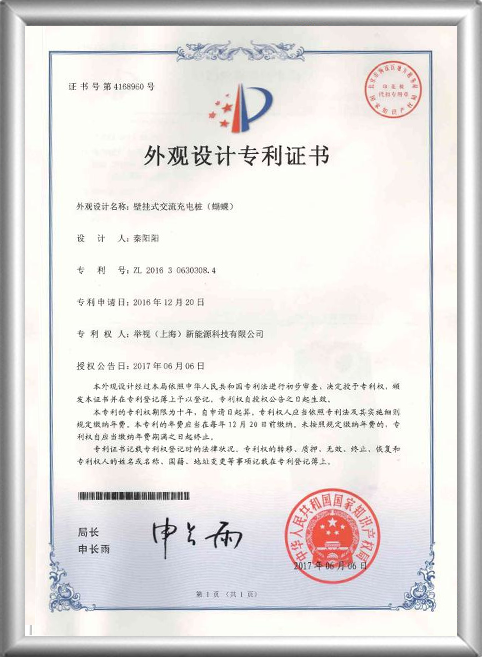 证书号第4168960号
外观设计专利证书
外观设计名称：壁挂式交流充电桩（蝴蝶）
设 计 人：秦阳阳
专 利 号：ZL 2016 3 0630308.4
专利申请日：2016年12月20日
专 利 权 人：举视（上海）新能源科技有限公司
授权公告日：2017年06月06日
本外观设计经过本局依照中华人民共和国专利法进行初步审查，决定授予专利权，颁
发本证书并在专利登记簿上予以登记，专利权自授权公告之日起生效。
本专利的专利权期限为十年，自申请日起算。专利权人应当依照专利法及其实施细则
规定缴纳年费。本专利的年费应当在每年12月20日前缴纳。未按照规定缴纳年费的，专
利权自应当缴纳年费期满之日起终止。
专利证书记载专利权登记时的法律状况。专利权的转移、质押、无效、终止、恢复和
专利权人的姓名或名称、国籍、地址变更等事项记载在专利登记簿上。
局长
申长雨
申长雨
中华人民共和国国家知识产权局
2017年06月06日
第1页（共1页）